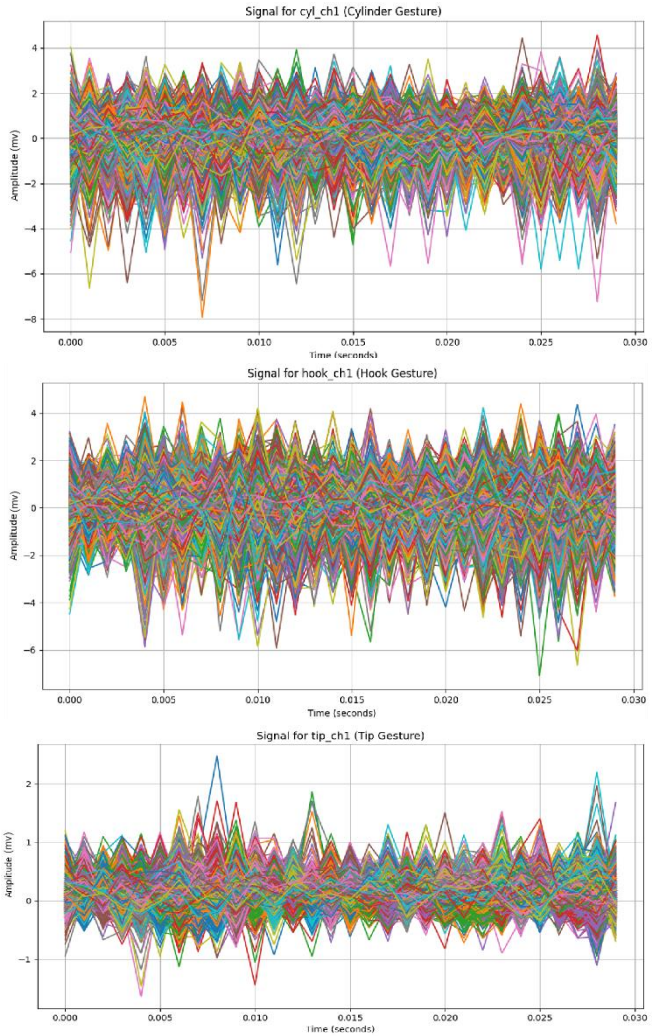 Signal for cyl_ch1 (Cylinder Gesture)
4
2
0
−2
−4
−6
−8
Amplitude (mv)
0.000 0.005 0.010 0.015 0.020 0.025 0.030
Time (seconds)
Signal for hook_ch1 (Hook Gesture)
4
2
0
−2
−4
−6
Amplitude (mv)
0.000 0.005 0.010 0.015 0.020 0.025 0.030
Time (seconds)
Signal for tip_ch1 (Tip Gesture)
2
1
0
−1
Amplitude (mv)
0.000 0.005 0.010 0.015 0.020 0.025 0.030
Time (seconds)